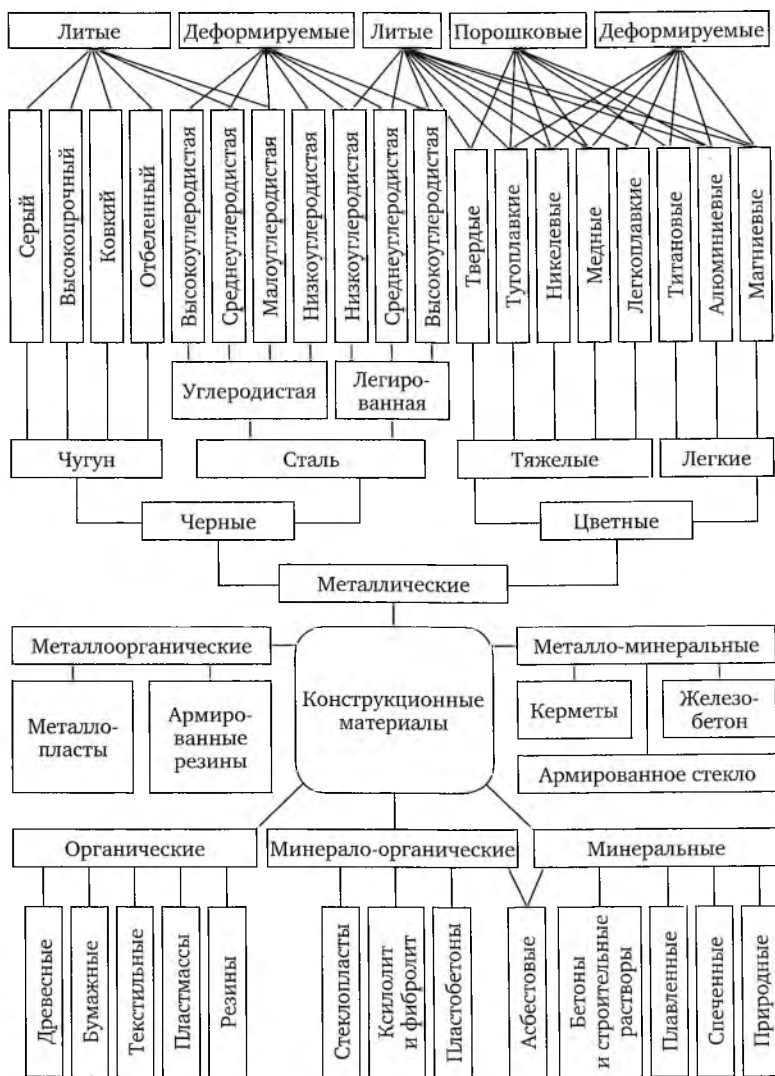 Литые
Деформируемые
Литые
Порошковые
Деформируемые
Серый
Высокопрочный
Ковкий
Отбеленный
Высокоуглеродистая
Среднеуглеродистая
Малоуглеродистая
Низкоуглеродистая
Низкоуглеродистая
Среднеуглеродистая
Высокоуглеродистая
Твердые
Тугоплавкие
Никелевые
Медные
Легкоплавкие
Титановые
Алюминиевые
Магниевые
Углеродистая
Легиро-
ванная
Чугун
Сталь
Тяжелые
Легкие
Черные
Цветные
Металлические
Металлоорганические
Металло-минеральные
Металло-
пласты
Армиро-
ванные
резины
Конструкционные
материалы
Керметы
Железо-
бетон
Армированное стекло
Органические
Минерало-органические
Минеральные
Древесные
Бумажные
Текстильные
Пластмассы
Резины
Стеклопласты
Ксилолит
и фибролит
Пластобетоны
Асбестовые
Бетоны
и строительные
растворы
Плавленные
Спеченные
Природные